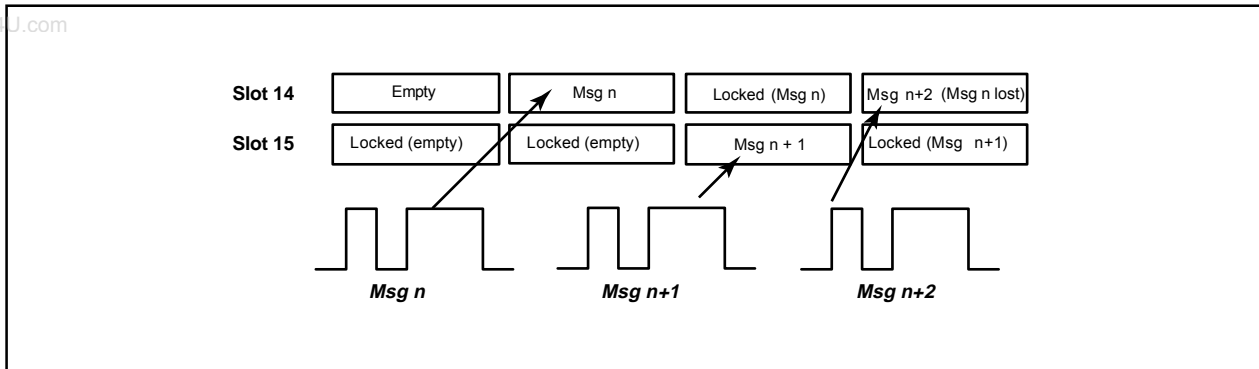 4U.com
Slot 14 Empty Msg n Locked (Msg n) Msg n+2 (Msg n lost)
Slot 15 Locked (empty) Locked (empty) Msg n + 1 Locked (Msg n+1)
Msg n Msg n+1 Msg n+2